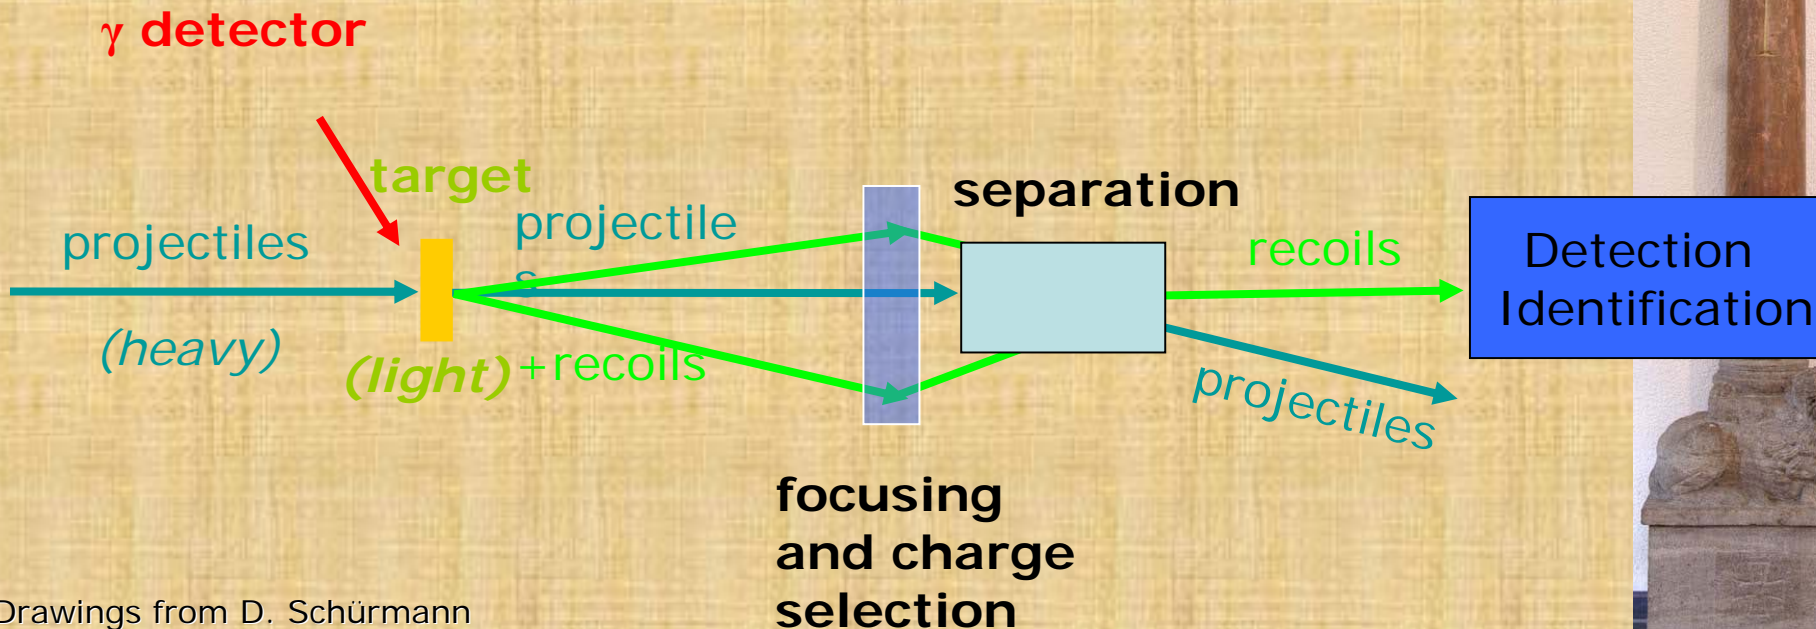 γ detector
target
projectiles
(heavy)
(light)
projectile
s
+recoils
separation
focusing
and charge
selection
recoils
projectiles
Detection
Identification
Drawings from D. Schürmann